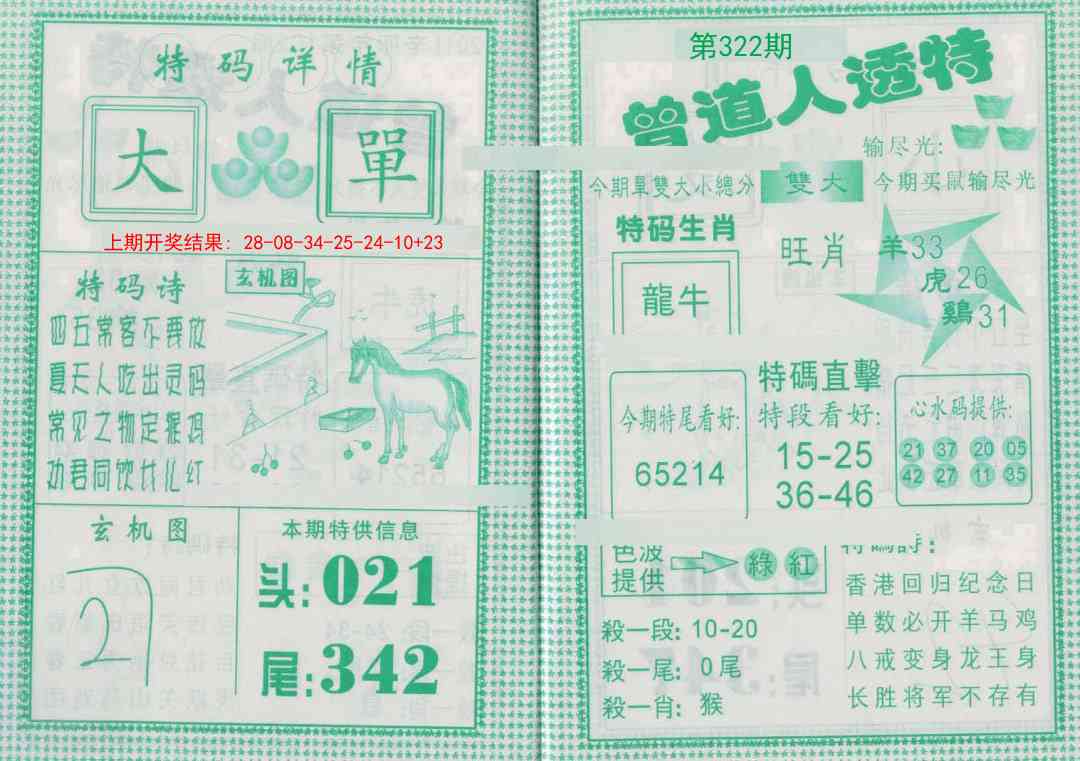 特码详情
大
單
上期开奖结果：28-08-34-25-24-10+23
特码诗
四五常客不再放
夏天人吃出灵码
常见之物定猴鸡
劝君同饮廿儿红
玄机图
玄机图
本期特供信息
头:021
尾:342
第322期
曾道人透特
输尽光:
今期單雙大小總分
雙大
今期买鼠输尽光
特码生肖
龍牛
旺肖
羊33
虎26
鷄31
今期特尾看好:
65214
特碼直擊
特段看好:
15-25
36-46
心水码提供:
21 37 20 05
42 27 11 35
色波
提供
綠 紅
殺一段: 10-20
殺一尾: 0尾
殺一肖: 猴
特碼詩:
香港回归纪念日
单数必开羊马鸡
八戒变身龙王身
长胜将军不存有